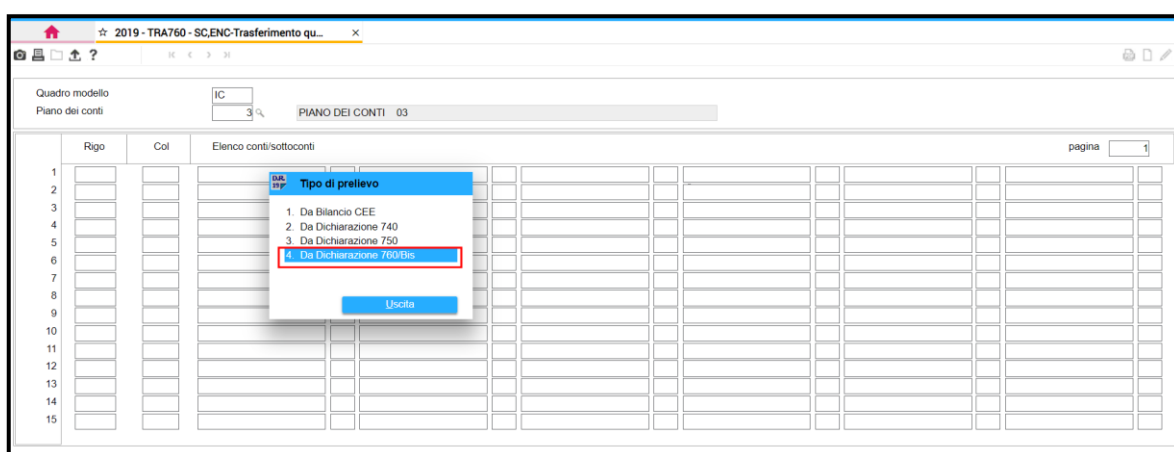 ☆ 2019 - TRA760 - SC,ENC-Trasferimento qu... ×
?
Quadro modello IC
Piano dei conti 3 PIANO DEI CONTI 03
Rigo Col Elenco conti/sottoconti pagina 1
1
2
3
4
5
6
7
8
9
10
11
12
13
14
15
Tipo di prelievo
1. Da Bilancio CEE
2. Da Dichiarazione 740
3. Da Dichiarazione 750
4. Da Dichiarazione 760/Bis
Uscita